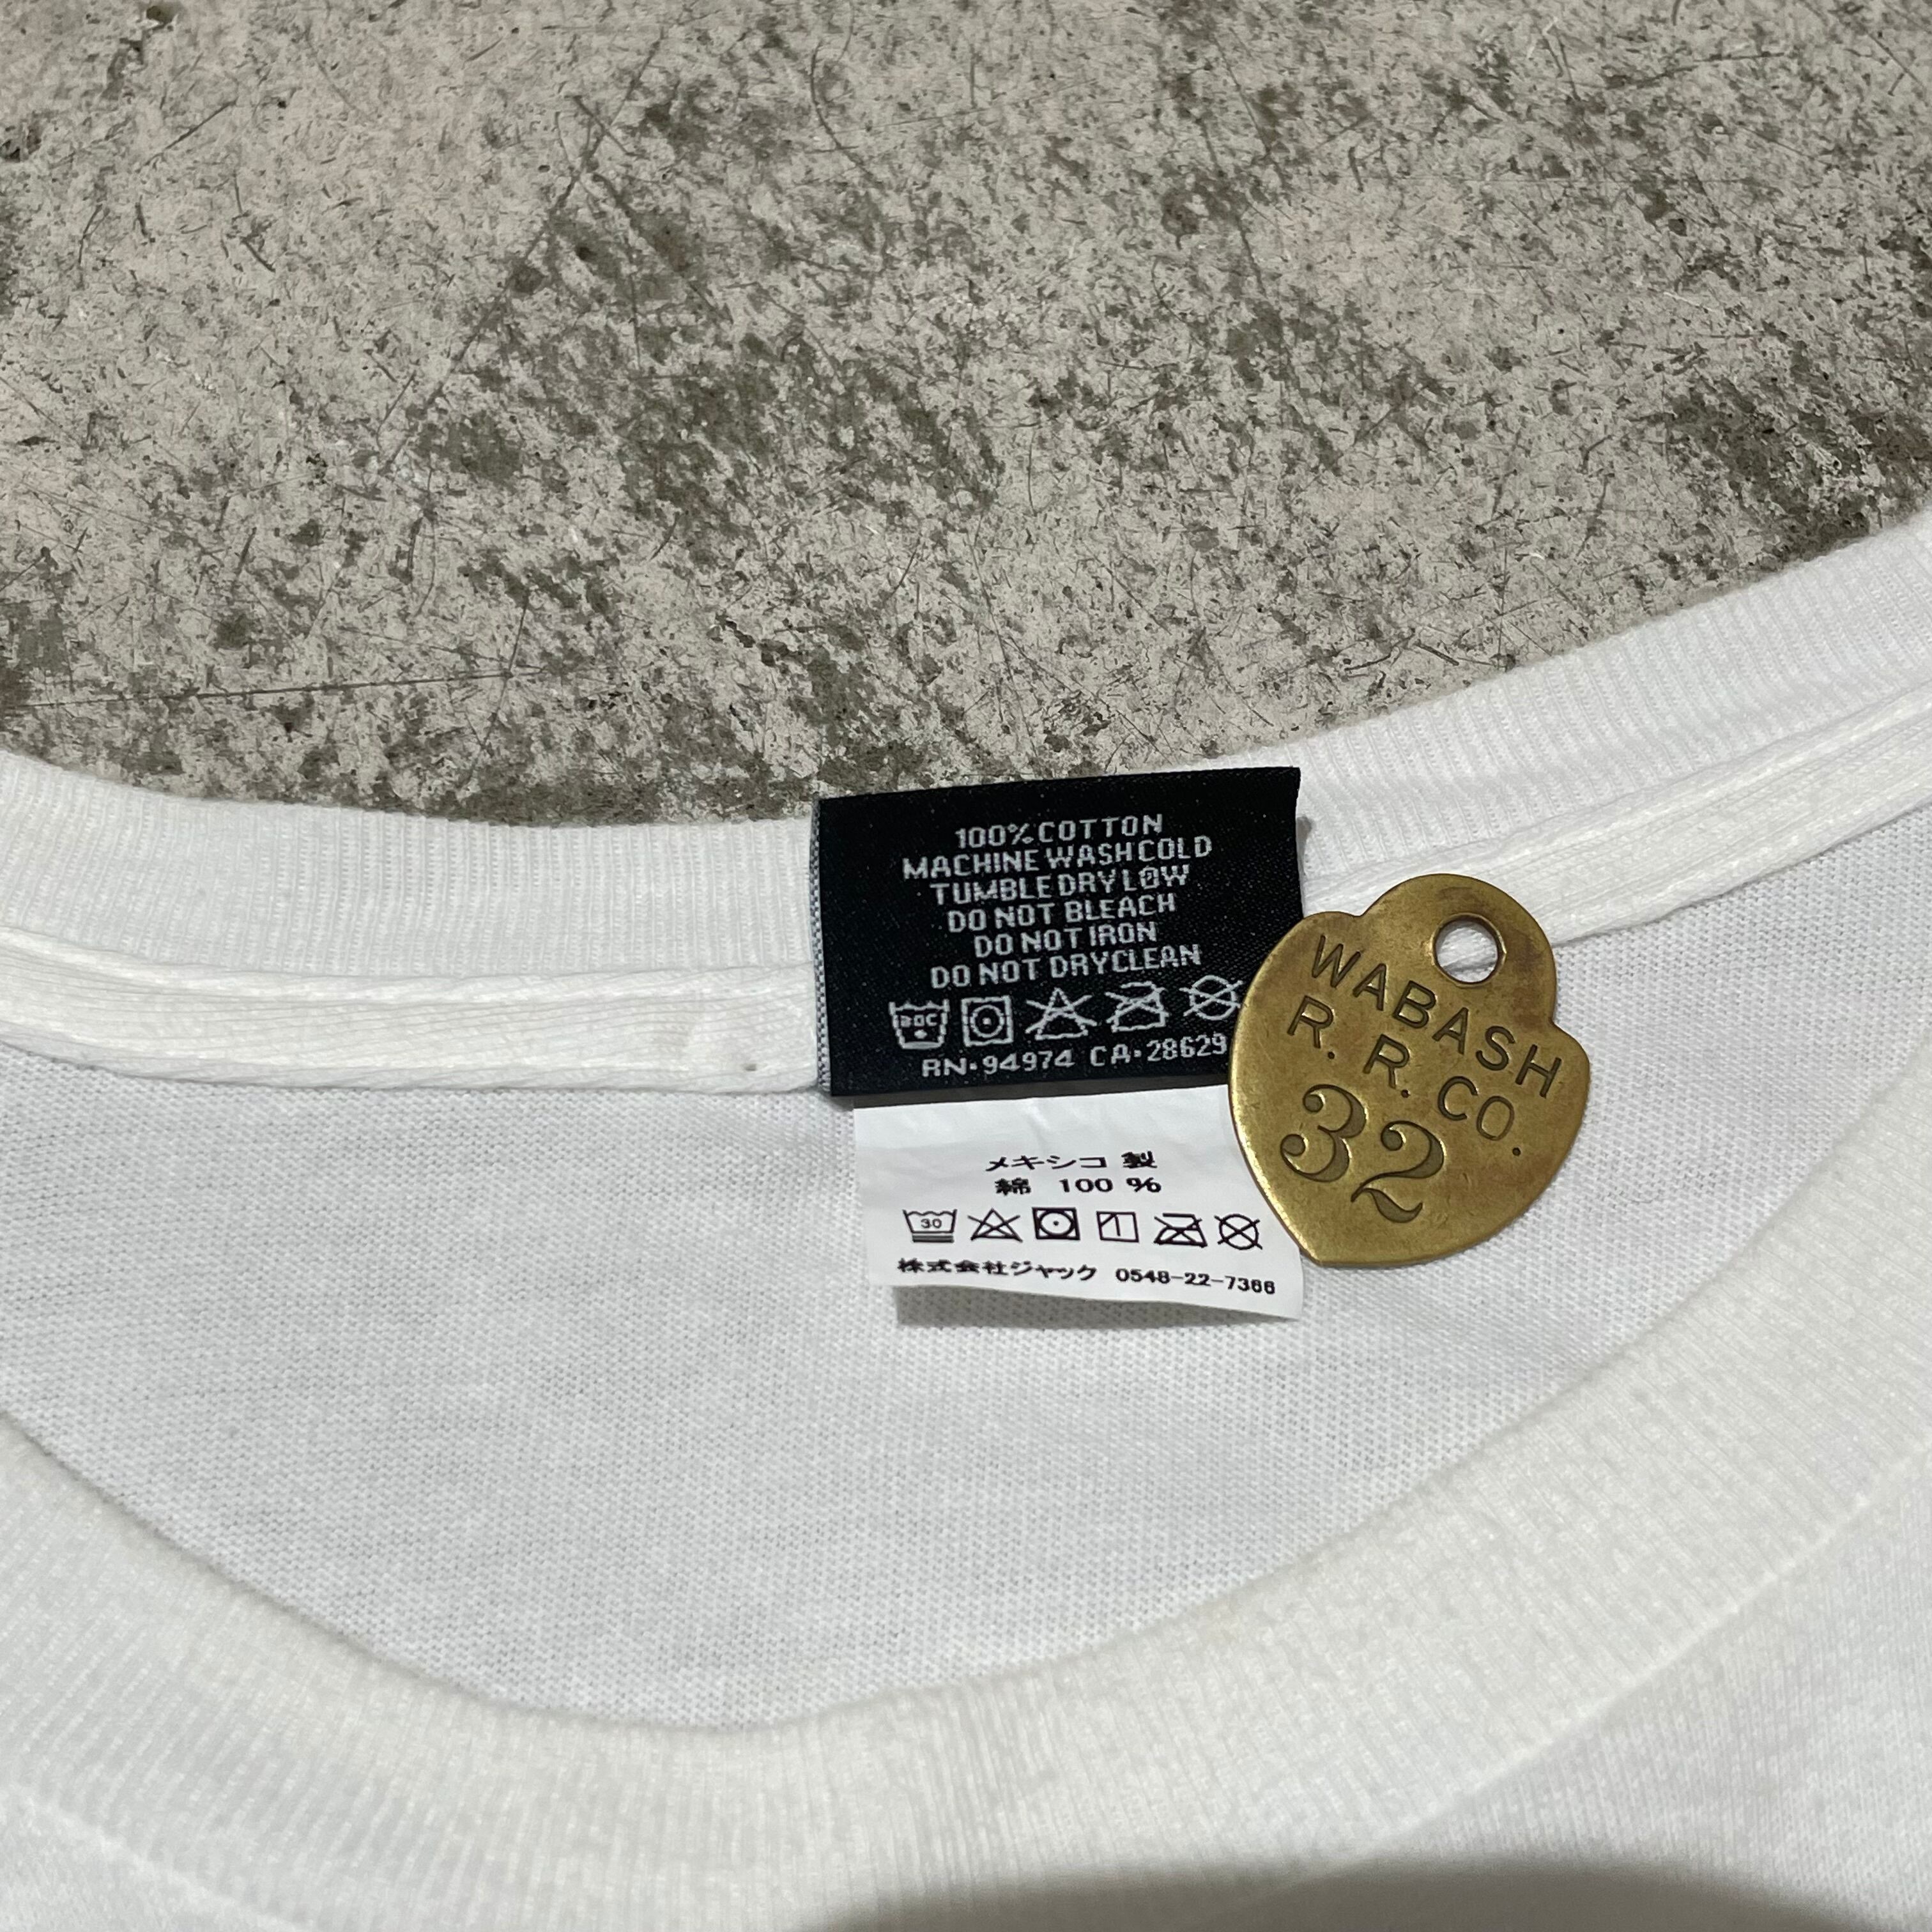 100% COTTON
MACHINE WASH COLD
TUMBLE DRY LOW
DO NOT BLEACH
DO NOT IRON
DO NOT DRYCLEAN
RN·94974 CA·28629
WABASH
R. R. CO.
32
メキシコ 製
綿 100 %
30
株式会社ジャック 0548-22-7366